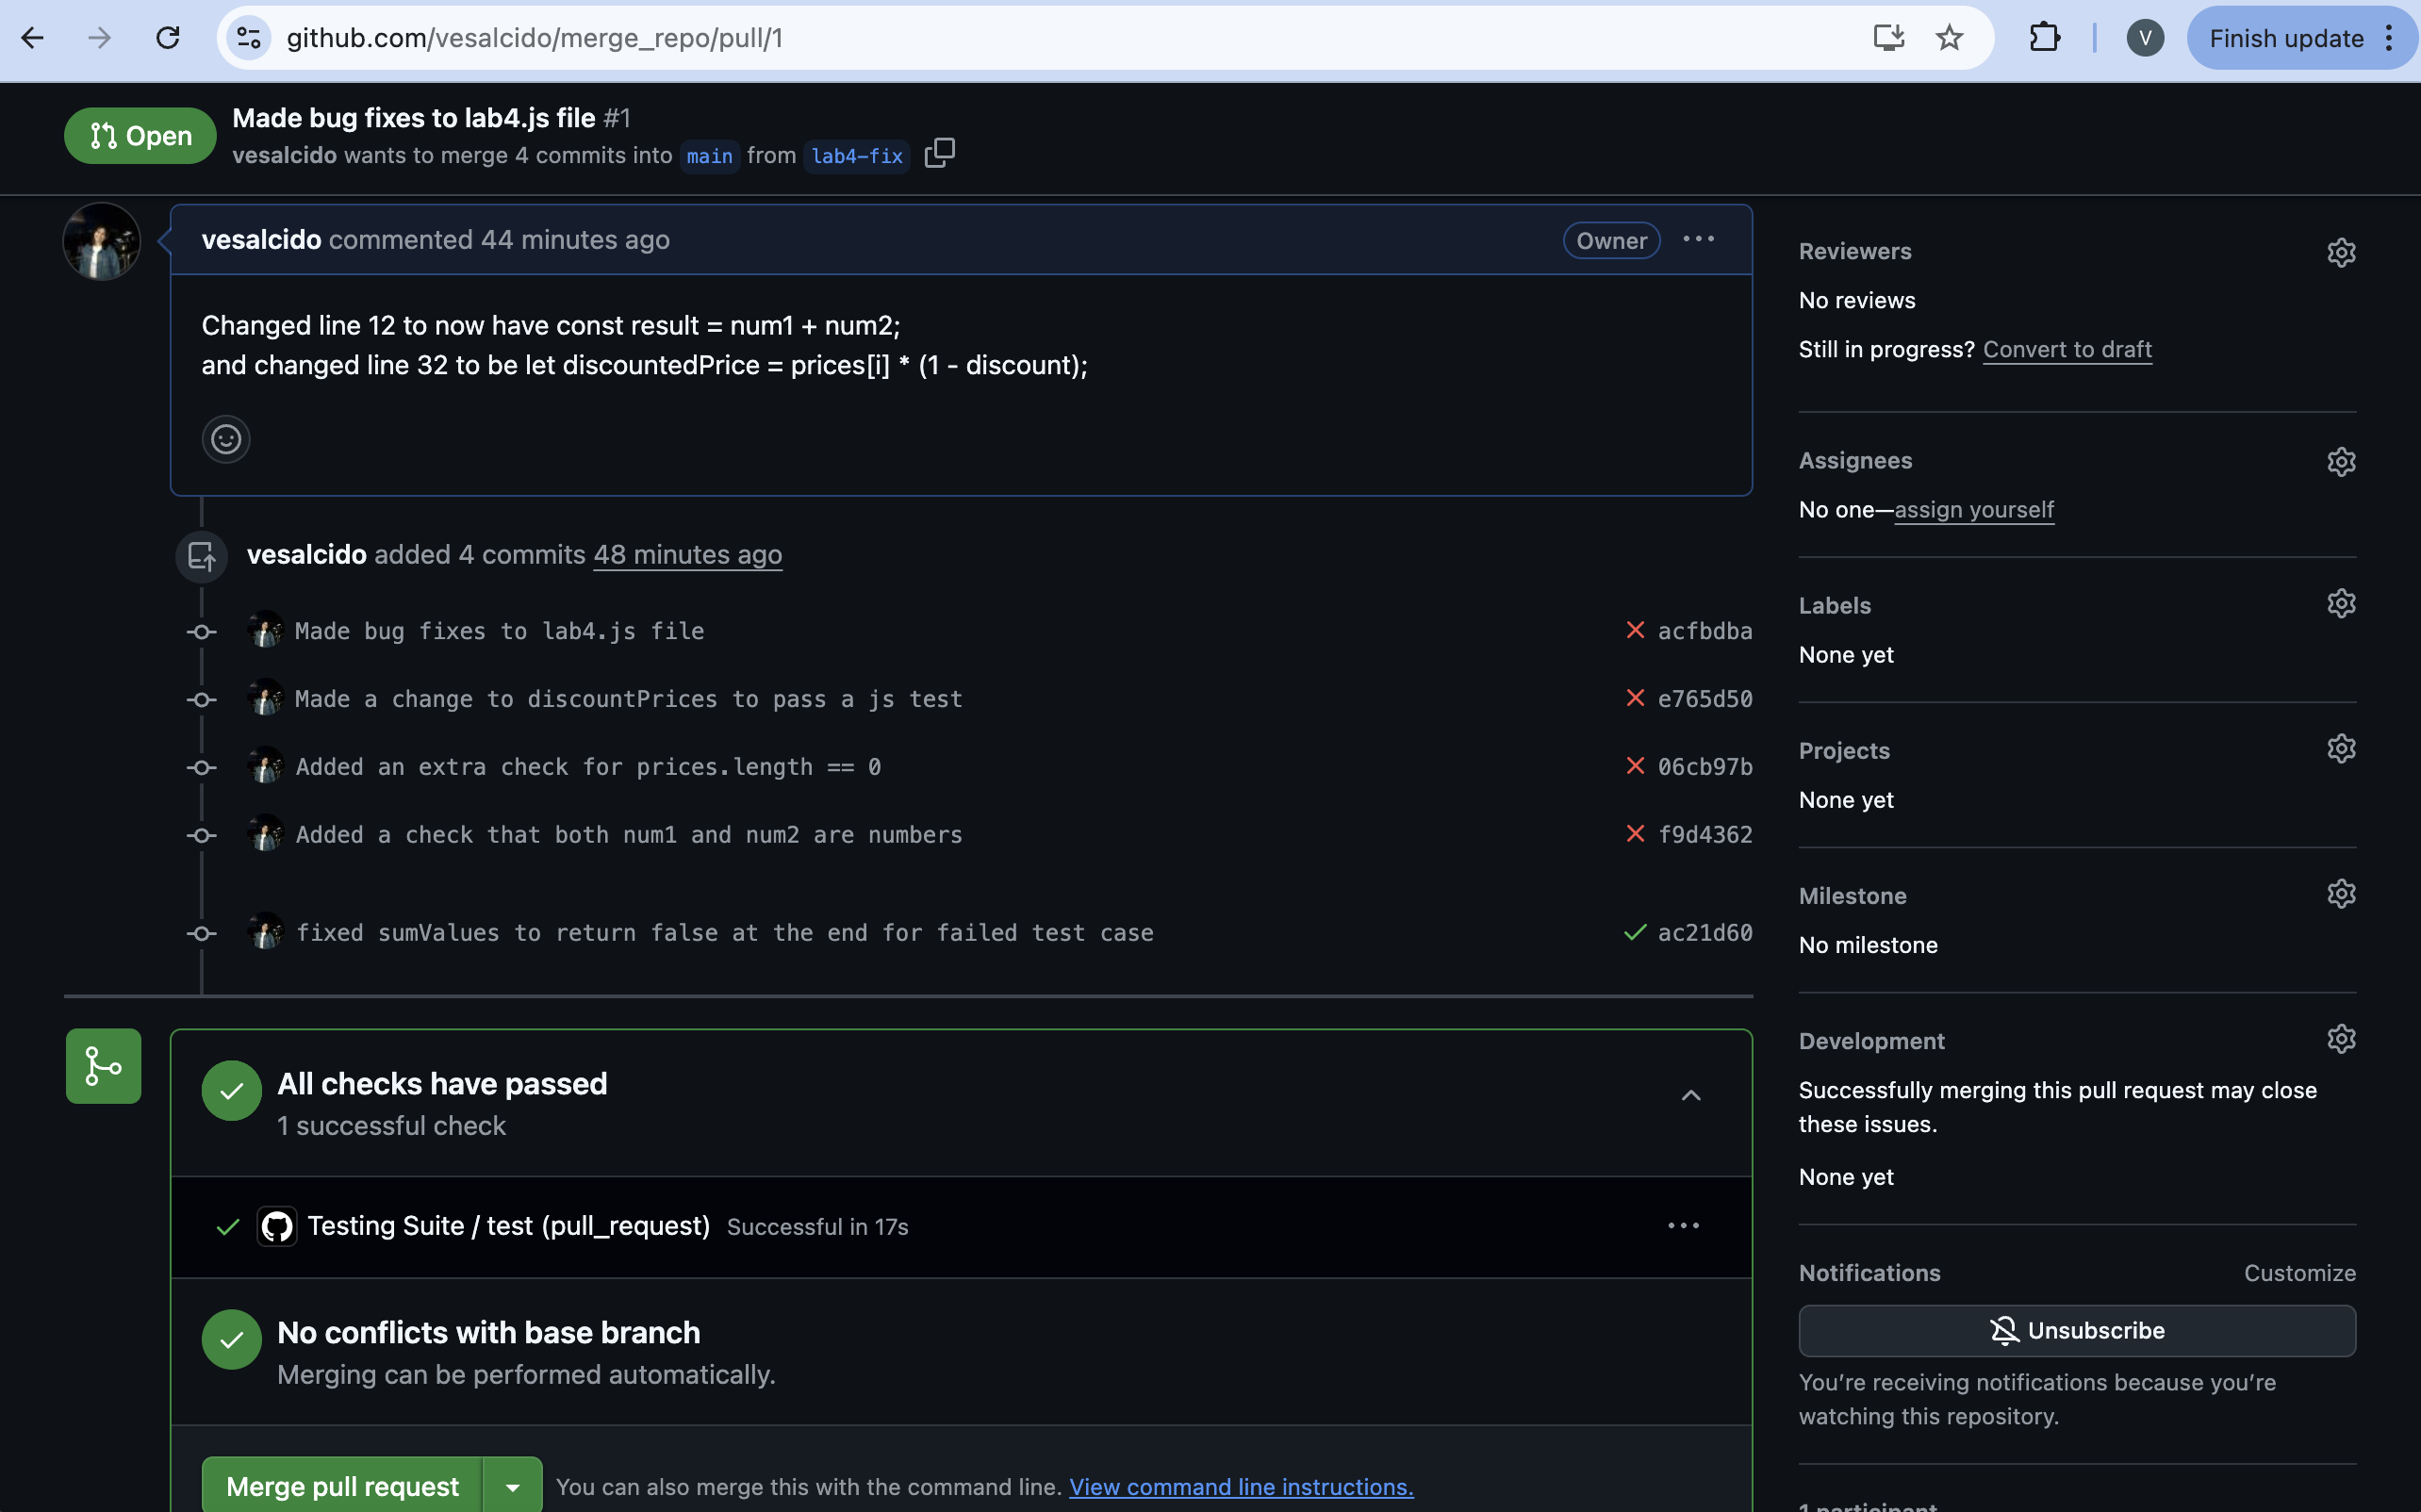 github.com/vesalcido/merge_repo/pull/1
V
Finish update
Open
Made bug fixes to lab4.js file #1
vesalcido wants to merge 4 commits into main from lab4-fix
vesalcido commented 44 minutes ago
Owner
Changed line 12 to now have const result = num1 + num2;
and changed line 32 to be let discountedPrice = prices[i] * (1 - discount);
vesalcido added 4 commits 48 minutes ago
Made bug fixes to lab4.js file acfbdba
Made a change to discountPrices to pass a js test e765d50
Added an extra check for prices.length == 0 06cb97b
Added a check that both num1 and num2 are numbers f9d4362
fixed sumValues to return false at the end for failed test case ac21d60
All checks have passed
1 successful check
Testing Suite / test (pull_request) Successful in 17s
No conflicts with base branch
Merging can be performed automatically.
Merge pull request
You can also merge this with the command line. View command line instructions.
Reviewers
No reviews
Still in progress? Convert to draft
Assignees
No one—assign yourself
Labels
None yet
Projects
None yet
Milestone
No milestone
Development
Successfully merging this pull request may close
these issues.
None yet
Notifications
Customize
Unsubscribe
You're receiving notifications because you're
watching this repository.
1 participant